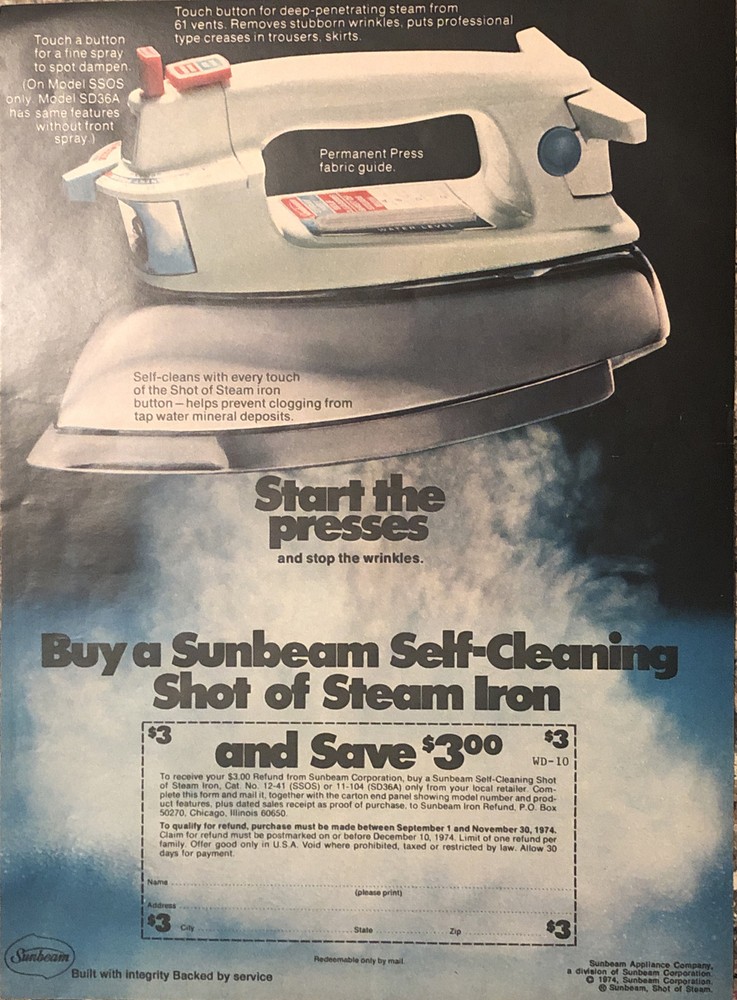 Touch button for deep-penetrating steam from
61 vents. Removes stubborn wrinkles, puts professional
type creases in trousers, skirts.
Touch a button
for a fine spray
to spot dampen.
(On Model SSOS
only. Model SD36A
has same features
without front
spray.)
Permanent Press
fabric guide.
WATER LEVEL
Self-cleans with every touch
of the Shot of Steam iron
button – helps prevent clogging from
tap water mineral deposits.
Start the
presses
and stop the wrinkles.
Buy a Sunbeam Self-Cleaning
Shot of Steam Iron
$3 $3
and Save $3.00
WD-10
To receive your $3.00 Refund from Sunbeam Corporation, buy a Sunbeam Self-Cleaning Shot
of Steam Iron, Cat. No. 12-41 (SSOS) or 11-104 (SD36A) only from your local retailer. Com-
plete this form and mail it, together with the carton end panel showing model number and prod-
uct features, plus dated sales receipt as proof of purchase, to Sunbeam Iron Refund, P.O. Box
50270, Chicago, Illinois 60650.
To qualify for refund, purchase must be made between September 1 and November 30, 1974.
Claim for refund must be postmarked on or before December 10, 1974. Limit of one refund per
family. Offer good only in U.S.A. Void where prohibited, taxed or restricted by law. Allow 30
days for payment.
Name
(please print)
Address
$3 City State Zip $3
Redeemable only by mail.
Sunbeam
Built with integrity Backed by service
Sunbeam Appliance Company,
a division of Sunbeam Corporation.
© 1974, Sunbeam Corporation.
® Sunbeam, Shot of Steam.